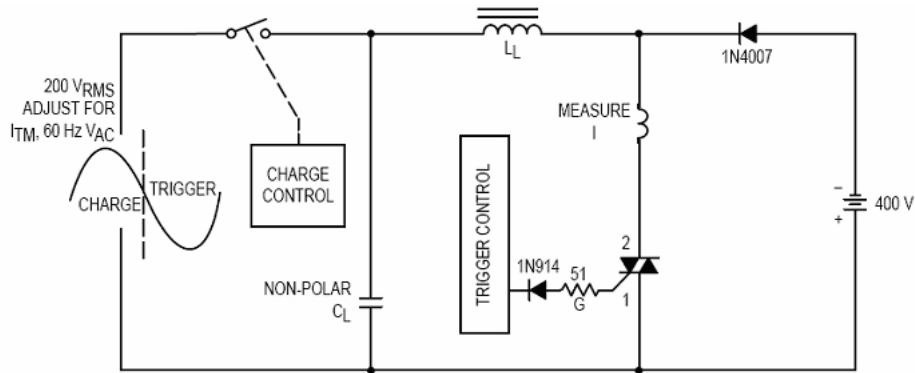 200 VRMS
ADJUST FOR
ITM, 60 Hz VAC
CHARGE
TRIGGER
CHARGE
CONTROL
NON-POLAR
CL
LL
MEASURE
I
TRIGGER CONTROL
1N914
51
G
2
1
1N4007
–
+
400 V